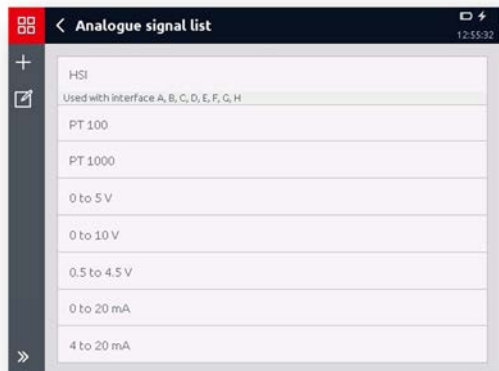 Analogue signal list
12:55:32
HSI
Used with interface A, B, C, D, E, F, G, H
PT 100
PT 1000
0 to 5 V
0 to 10 V
0.5 to 4.5 V
0 to 20 mA
4 to 20 mA